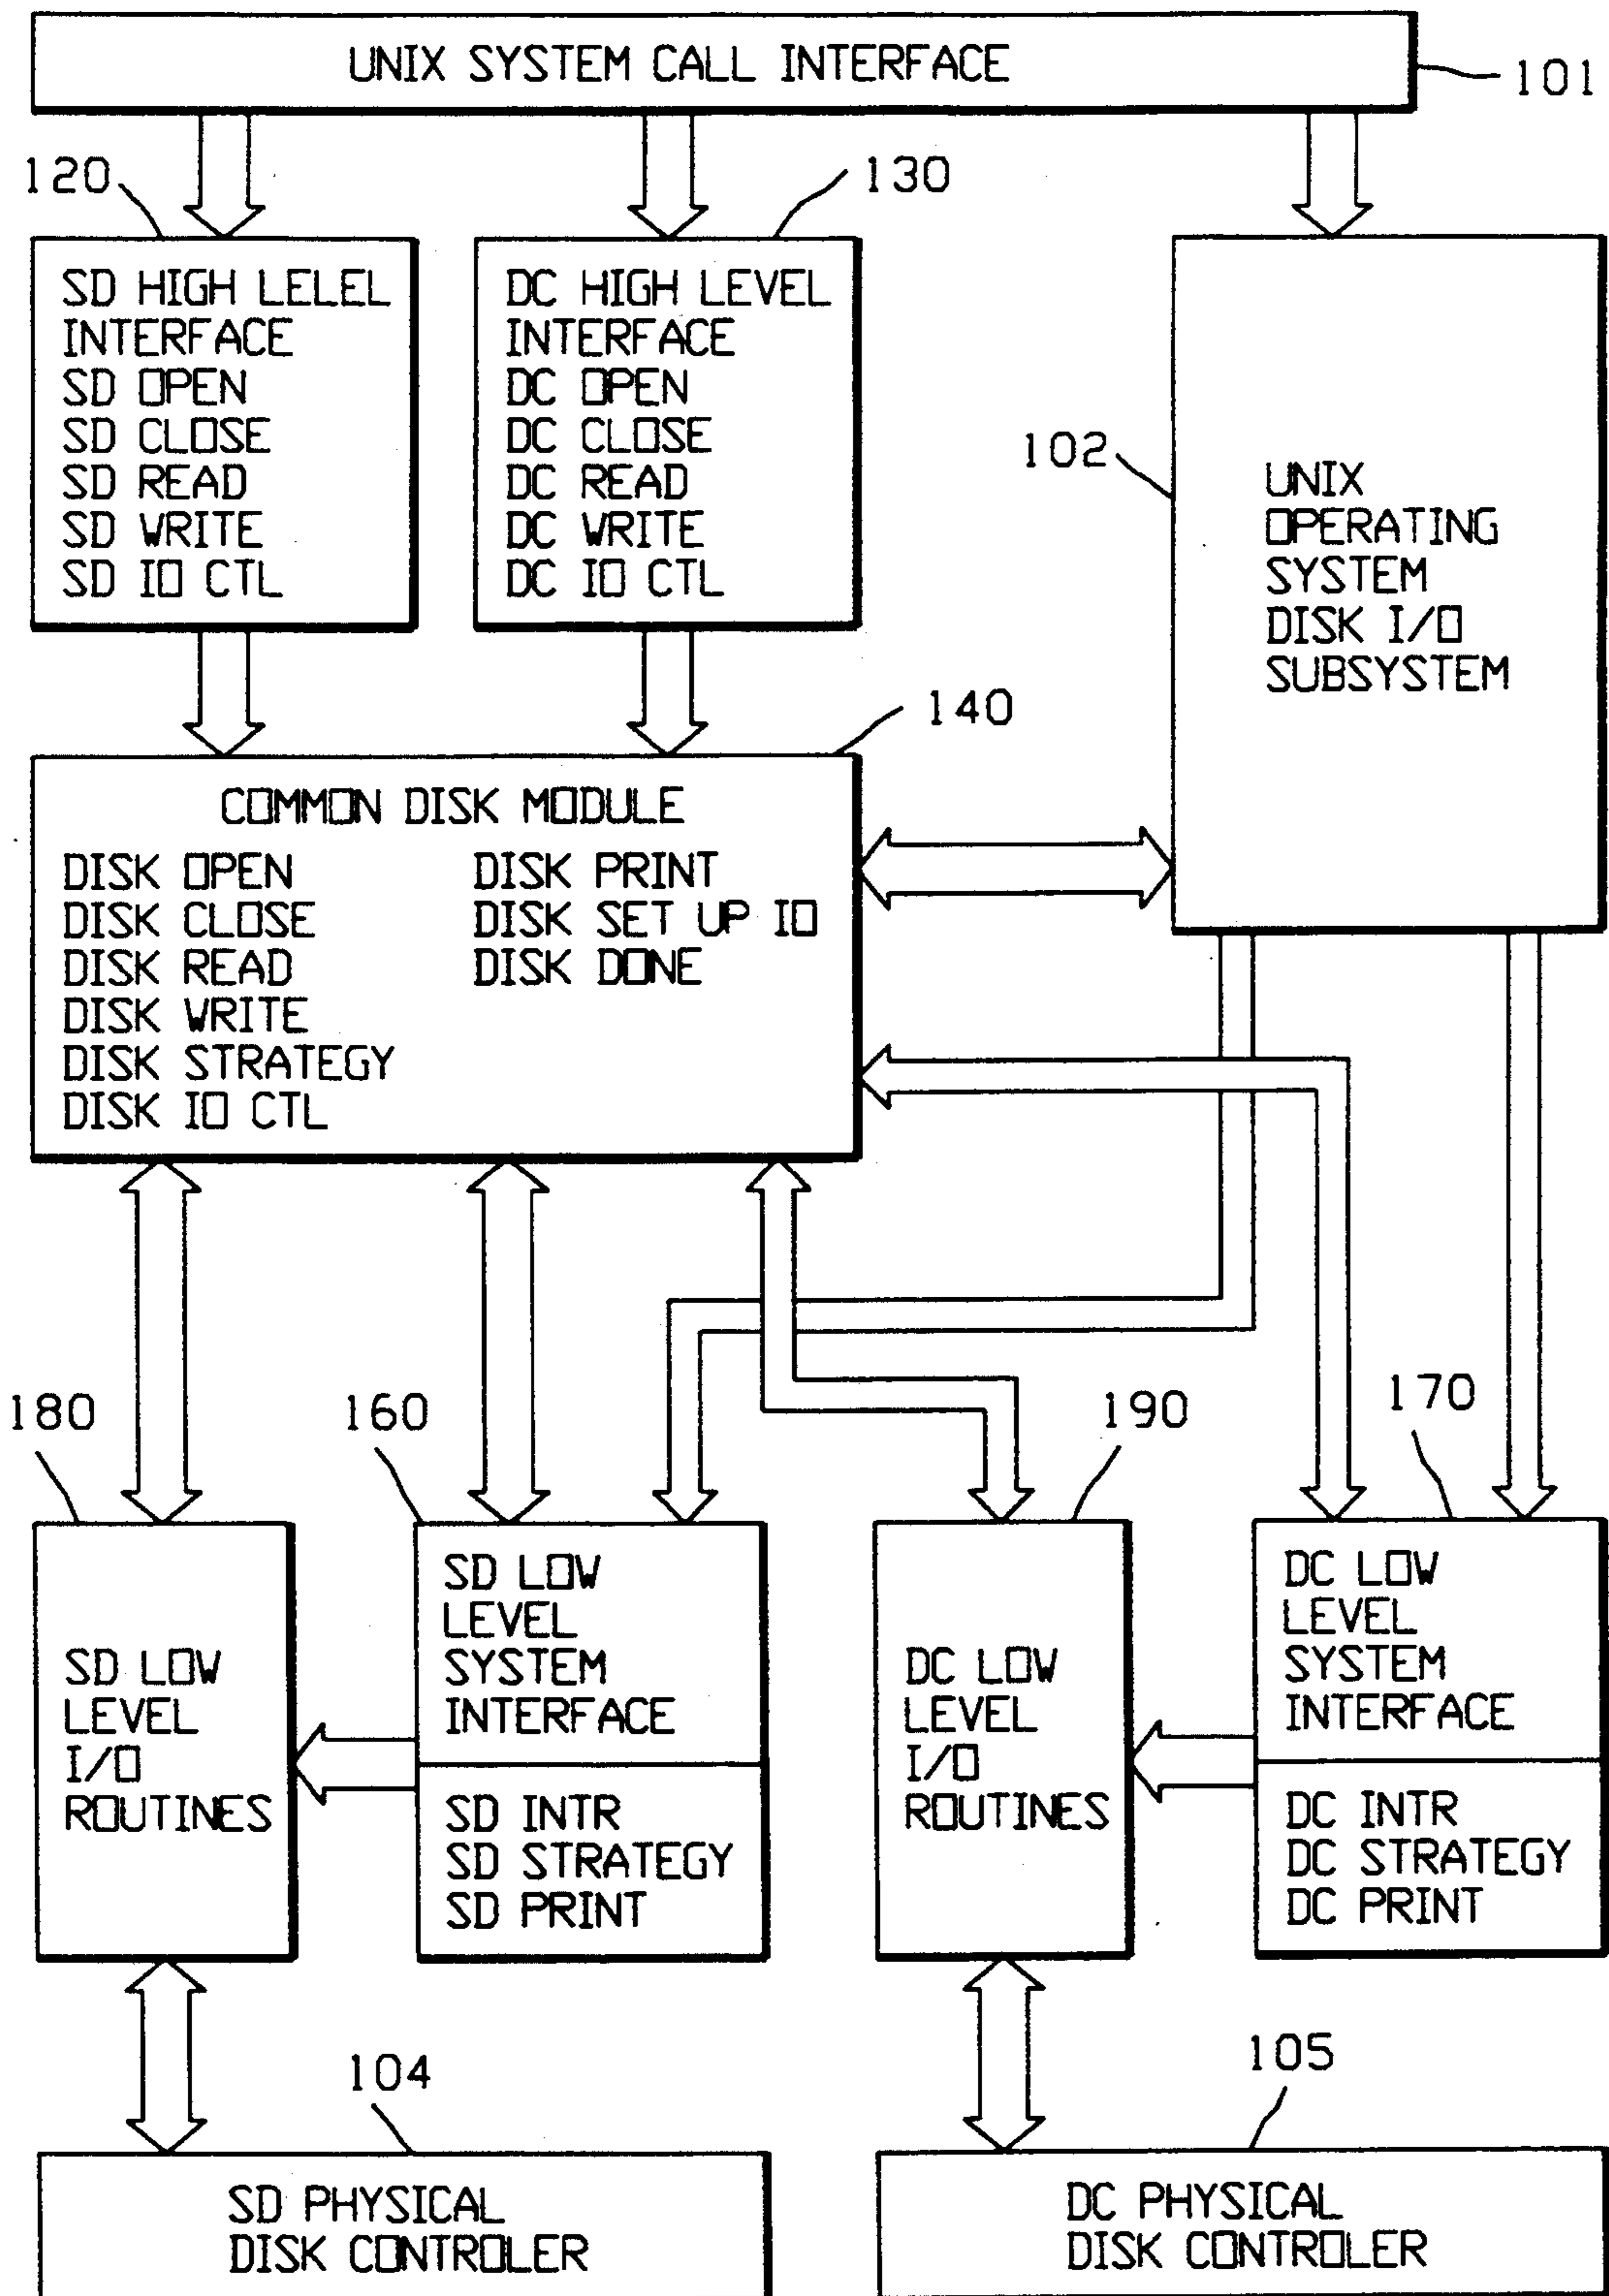 UNIX SYSTEM CALL INTERFACE
101
120
130
SD HIGH LELEL
INTERFACE
SD OPEN
SD CLOSE
SD READ
SD WRITE
SD IO CTL
DC HIGH LEVEL
INTERFACE
DC OPEN
DC CLOSE
DC READ
DC WRITE
DC IO CTL
102
UNIX
OPERATING
SYSTEM
DISK I/O
SUBSYSTEM
140
COMMON DISK MODULE
DISK OPEN
DISK CLOSE
DISK READ
DISK WRITE
DISK STRATEGY
DISK IO CTL
DISK PRINT
DISK SET UP IO
DISK DONE
180
160
190
170
SD LOW
LEVEL
I/O
ROUTINES
SD LOW
LEVEL
SYSTEM
INTERFACE
SD INTR
SD STRATEGY
SD PRINT
DC LOW
LEVEL
I/O
ROUTINES
DC LOW
LEVEL
SYSTEM
INTERFACE
DC INTR
DC STRATEGY
DC PRINT
104
105
SD PHYSICAL
DISK CONTROLER
DC PHYSICAL
DISK CONTROLER